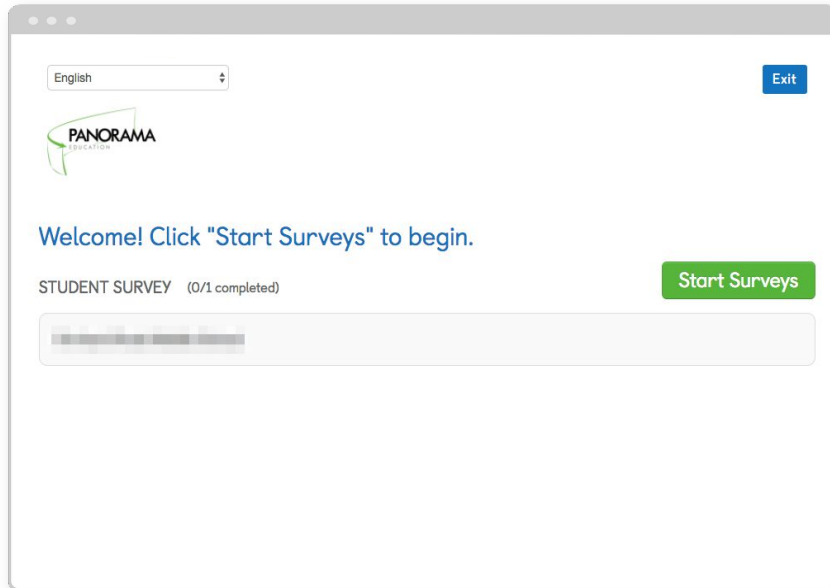 English
Exit
PANORAMA
EDUCATION
Welcome! Click "Start Surveys" to begin.
STUDENT SURVEY (0/1 completed)
Start Surveys